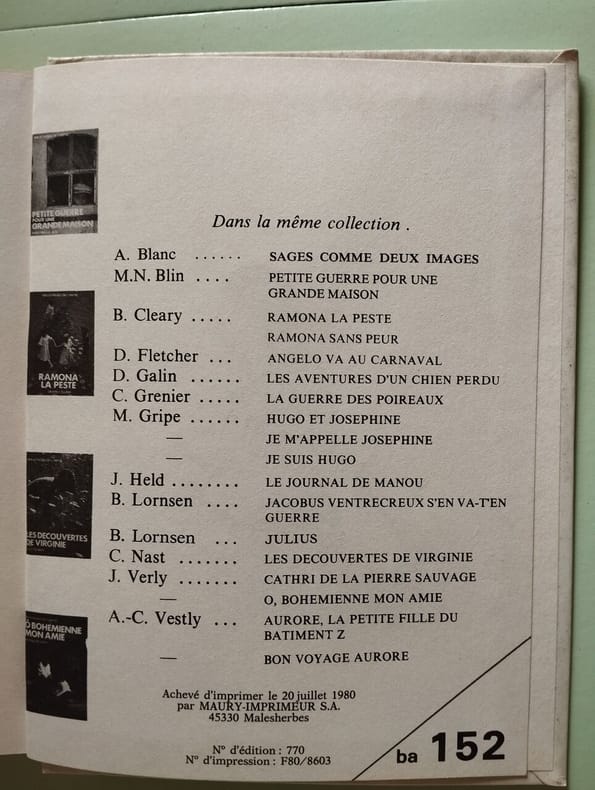 Dans la même collection .
A. Blanc ...... SAGES COMME DEUX IMAGES
M.N. Blin .... PETITE GUERRE POUR UNE
GRANDE MAISON
B. Cleary ..... RAMONA LA PESTE
RAMONA SANS PEUR
D. Fletcher ... ANGELO VA AU CARNAVAL
D. Galin ...... LES AVENTURES D'UN CHIEN PERDU
C. Grenier ..... LA GUERRE DES POIREAUX
M. Gripe ...... HUGO ET JOSEPHINE
— JE M'APPELLE JOSEPHINE
— JE SUIS HUGO
J. Held ........ LE JOURNAL DE MANOU
B. Lornsen .... JACOBUS VENTRECREUX S'EN VA-T'EN
GUERRE
B. Lornsen ... JULIUS
C. Nast ....... LES DECOUVERTES DE VIRGINIE
J. Verly ....... CATHRI DE LA PIERRE SAUVAGE
— O, BOHEMIENNE MON AMIE
A.-C. Vestly ... AURORE, LA PETITE FILLE DU
BATIMENT Z
— BON VOYAGE AURORE
Achevé d'imprimer le 20 juillet 1980
par MAURY-IMPRIMEUR S.A.
45330 Malesherbes
N° d'édition : 770
N° d'impression : F80/8603
ba 152
PETITE GUERRE
POUR UNE
GRANDE MAISON
RAMONA
LA PESTE
LES DECOUVERTES
DE VIRGINIE
O BOHEMIENNE
MON AMIE